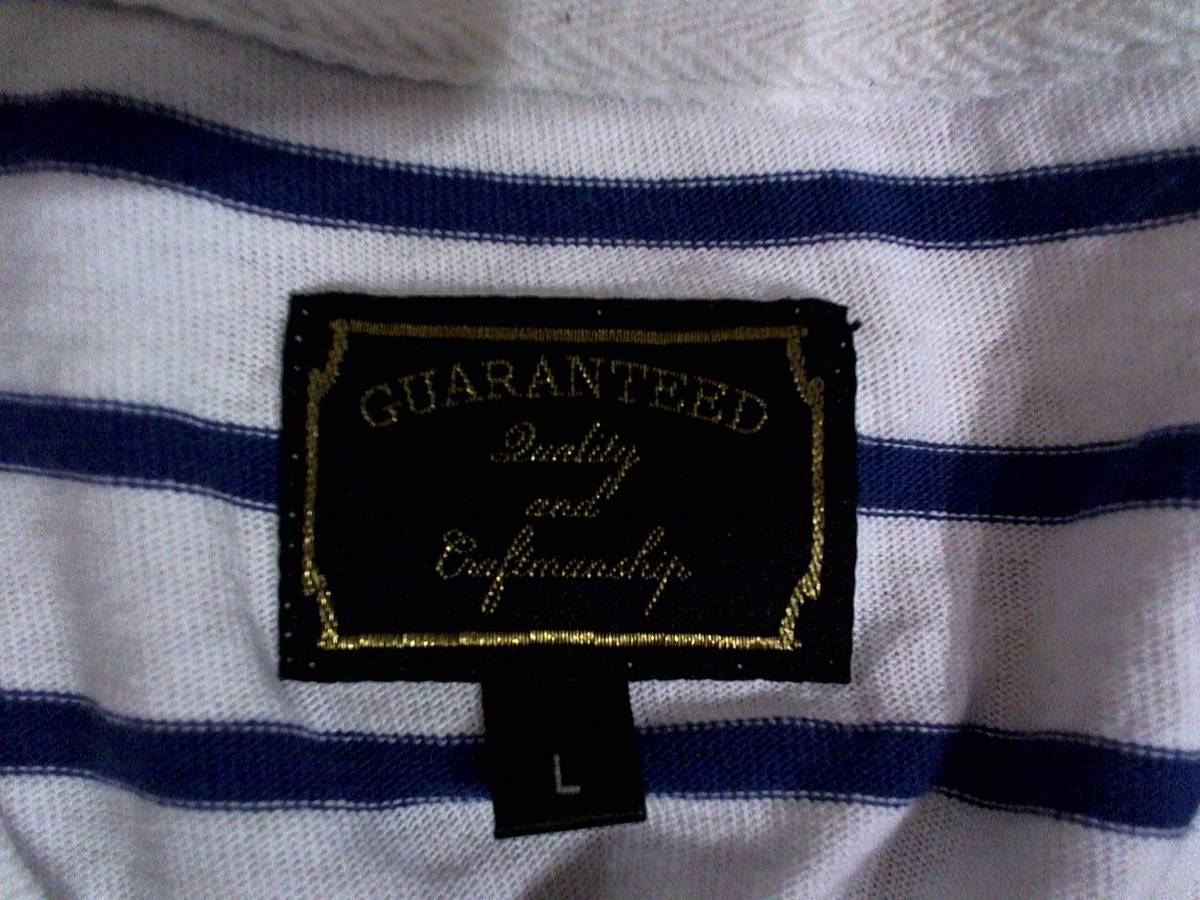 GUARANTEED
Quality
and
Craftmanship
L